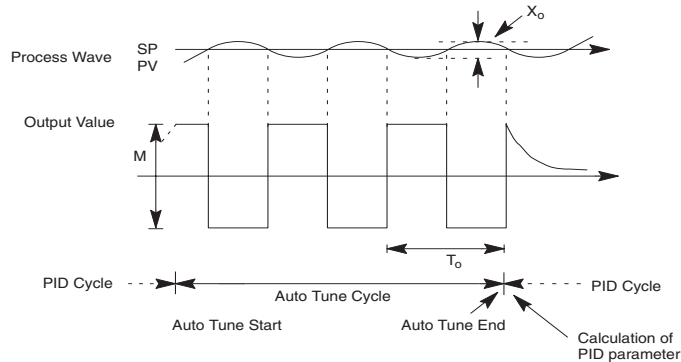 Xo
Process Wave
SP
PV
Output Value
M
To
PID Cycle
PID Cycle
Auto Tune Cycle
Auto Tune Start
Auto Tune End
Calculation of
PID parameter